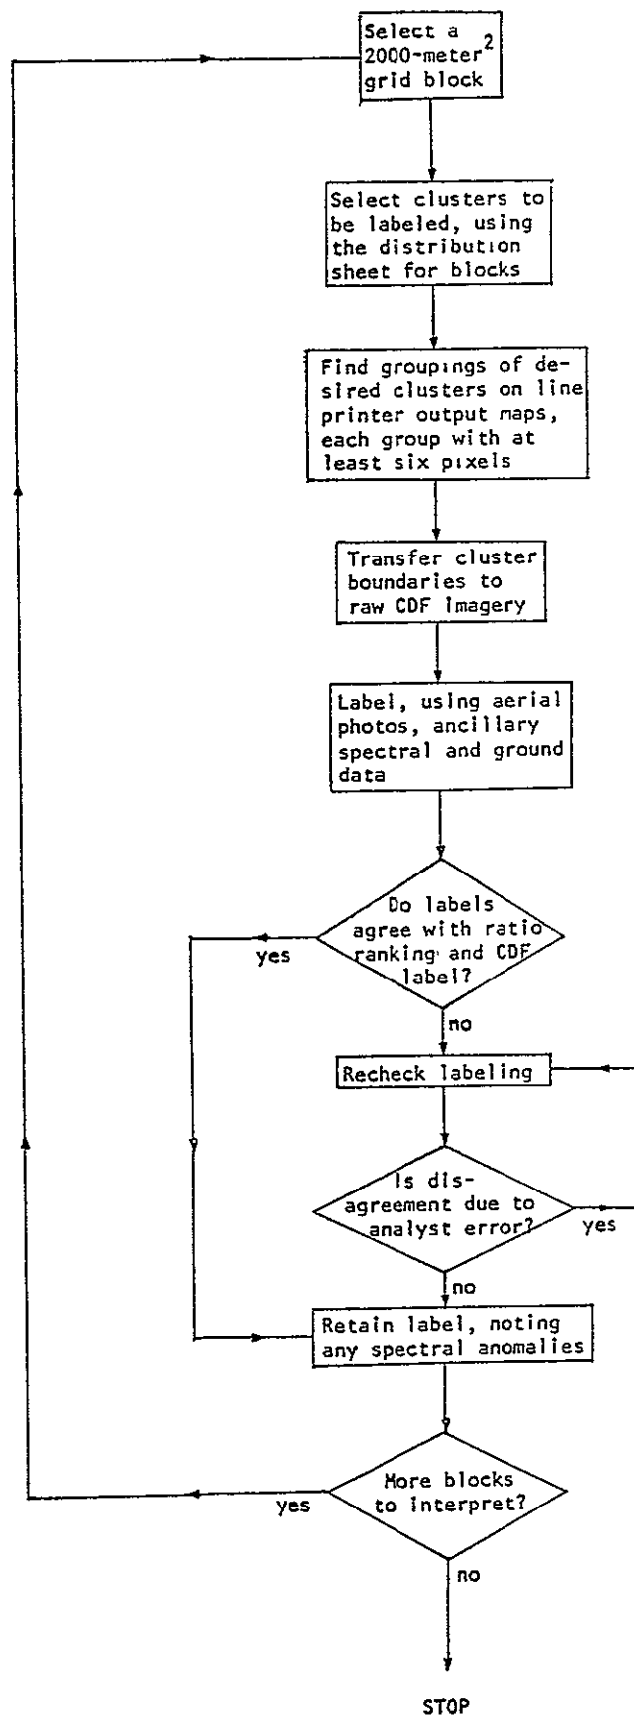 Select a
2000-meter²
grid block
Select clusters to
be labeled, using
the distribution
sheet for blocks
Find groupings of de-
sired clusters on line
printer output maps,
each group with at
least six pixels
Transfer cluster
boundaries to
raw CDF imagery
Label, using aerial
photos, ancillary
spectral and ground
data
Do labels
agree with ratio
ranking and CDF
label?
yes
no
Recheck labeling
Is dis-
agreement due to
analyst error?
yes
no
Retain label, noting
any spectral anomalies
More blocks
to interpret?
yes
no
STOP